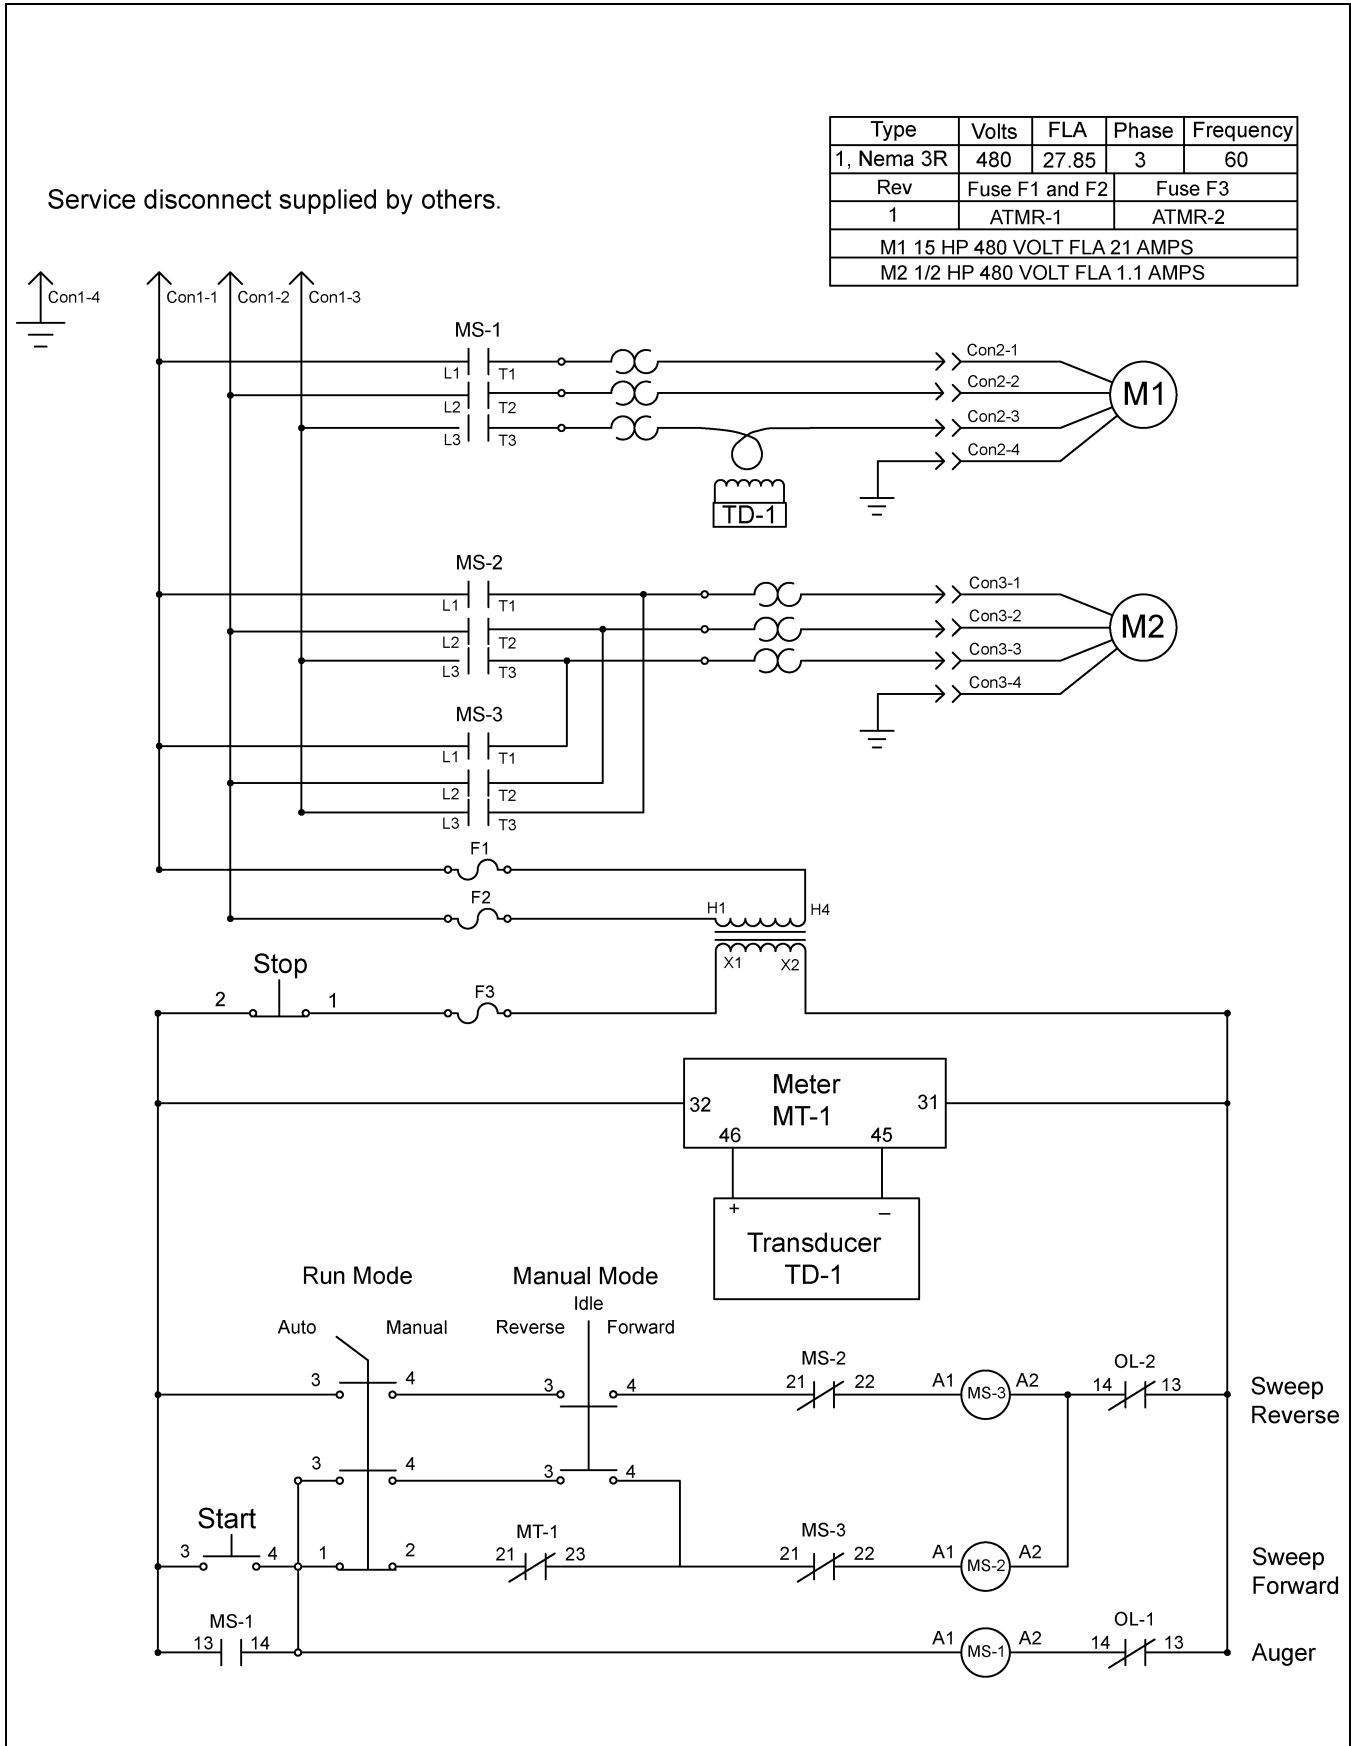 Type Volts FLA Phase Frequency
1, Nema 3R 480 27.85 3 60
Rev Fuse F1 and F2 Fuse F3
1 ATMR-1 ATMR-2
M1 15 HP 480 VOLT FLA 21 AMPS
M2 1/2 HP 480 VOLT FLA 1.1 AMPS
Service disconnect supplied by others.
Con1-4 Con1-1 Con1-2 Con1-3
MS-1
L1 T1 Con2-1
L2 T2 Con2-2
L3 T3 Con2-3
Con2-4
M1
TD-1
MS-2
L1 T1 Con3-1
L2 T2 Con3-2
L3 T3 Con3-3
Con3-4
M2
MS-3
L1 T1
L2 T2
L3 T3
F1
F2
H1 H4
X1 X2
Stop
2 1 F3
Meter
MT-1
32 31
46 45
+ –
Transducer
TD-1
Run Mode Manual Mode
Idle
Auto Manual Reverse Forward
MS-2 OL-2
3 4 3 4 21 22 A1 MS-3 A2 14 13
Sweep
Reverse
3 4 3 4
Start
MT-1 MS-3
3 4 1 2 21 23 21 22 A1 MS-2 A2
Sweep
Forward
MS-1 OL-1
13 14 A1 MS-1 A2 14 13
Auger